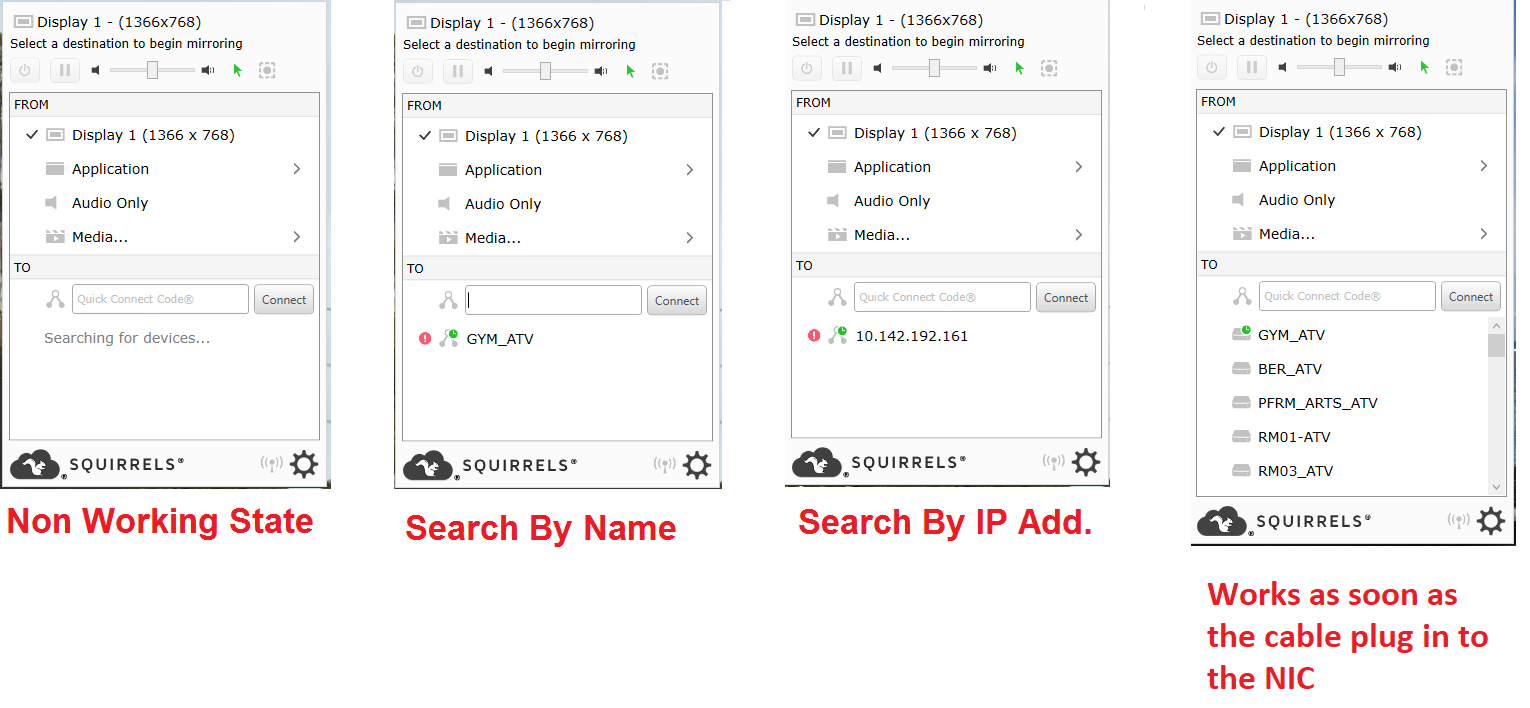 Display 1 - (1366x768)
Select a destination to begin mirroring
FROM
Display 1 (1366 x 768)
Application
Audio Only
Media...
TO
Quick Connect Code®
Connect
Searching for devices...
SQUIRRELS®
Non Working State
Display 1 - (1366x768)
Select a destination to begin mirroring
FROM
Display 1 (1366 x 768)
Application
Audio Only
Media...
TO
Connect
GYM_ATV
SQUIRRELS®
Search By Name
Display 1 - (1366x768)
Select a destination to begin mirroring
FROM
Display 1 (1366 x 768)
Application
Audio Only
Media...
TO
Quick Connect Code®
Connect
10.142.192.161
SQUIRRELS®
Search By IP Add.
Display 1 - (1366x768)
Select a destination to begin mirroring
FROM
Display 1 (1366 x 768)
Application
Audio Only
Media...
TO
Quick Connect Code®
Connect
GYM_ATV
BER_ATV
PFRM_ARTS_ATV
RM01-ATV
RM03_ATV
SQUIRRELS®
Works as soon as
the cable plug in to
the NIC